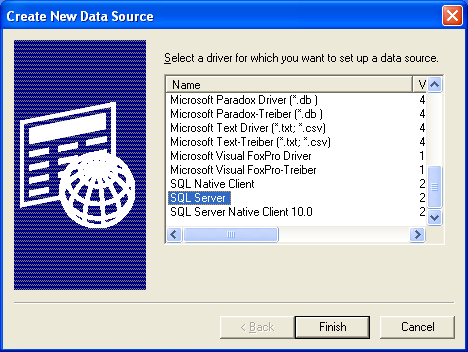 Create New Data Source
Select a driver for which you want to set up a data source.
Name V
Microsoft Paradox Driver (*.db ) 4
Microsoft Paradox-Treiber (*.db ) 4
Microsoft Text Driver (*.txt; *.csv) 4
Microsoft Text-Treiber (*.txt; *.csv) 4
Microsoft Visual FoxPro Driver 1
Microsoft Visual FoxPro-Treiber 1
SQL Native Client 2
SQL Server 2
SQL Server Native Client 10.0 2
< Back Finish Cancel